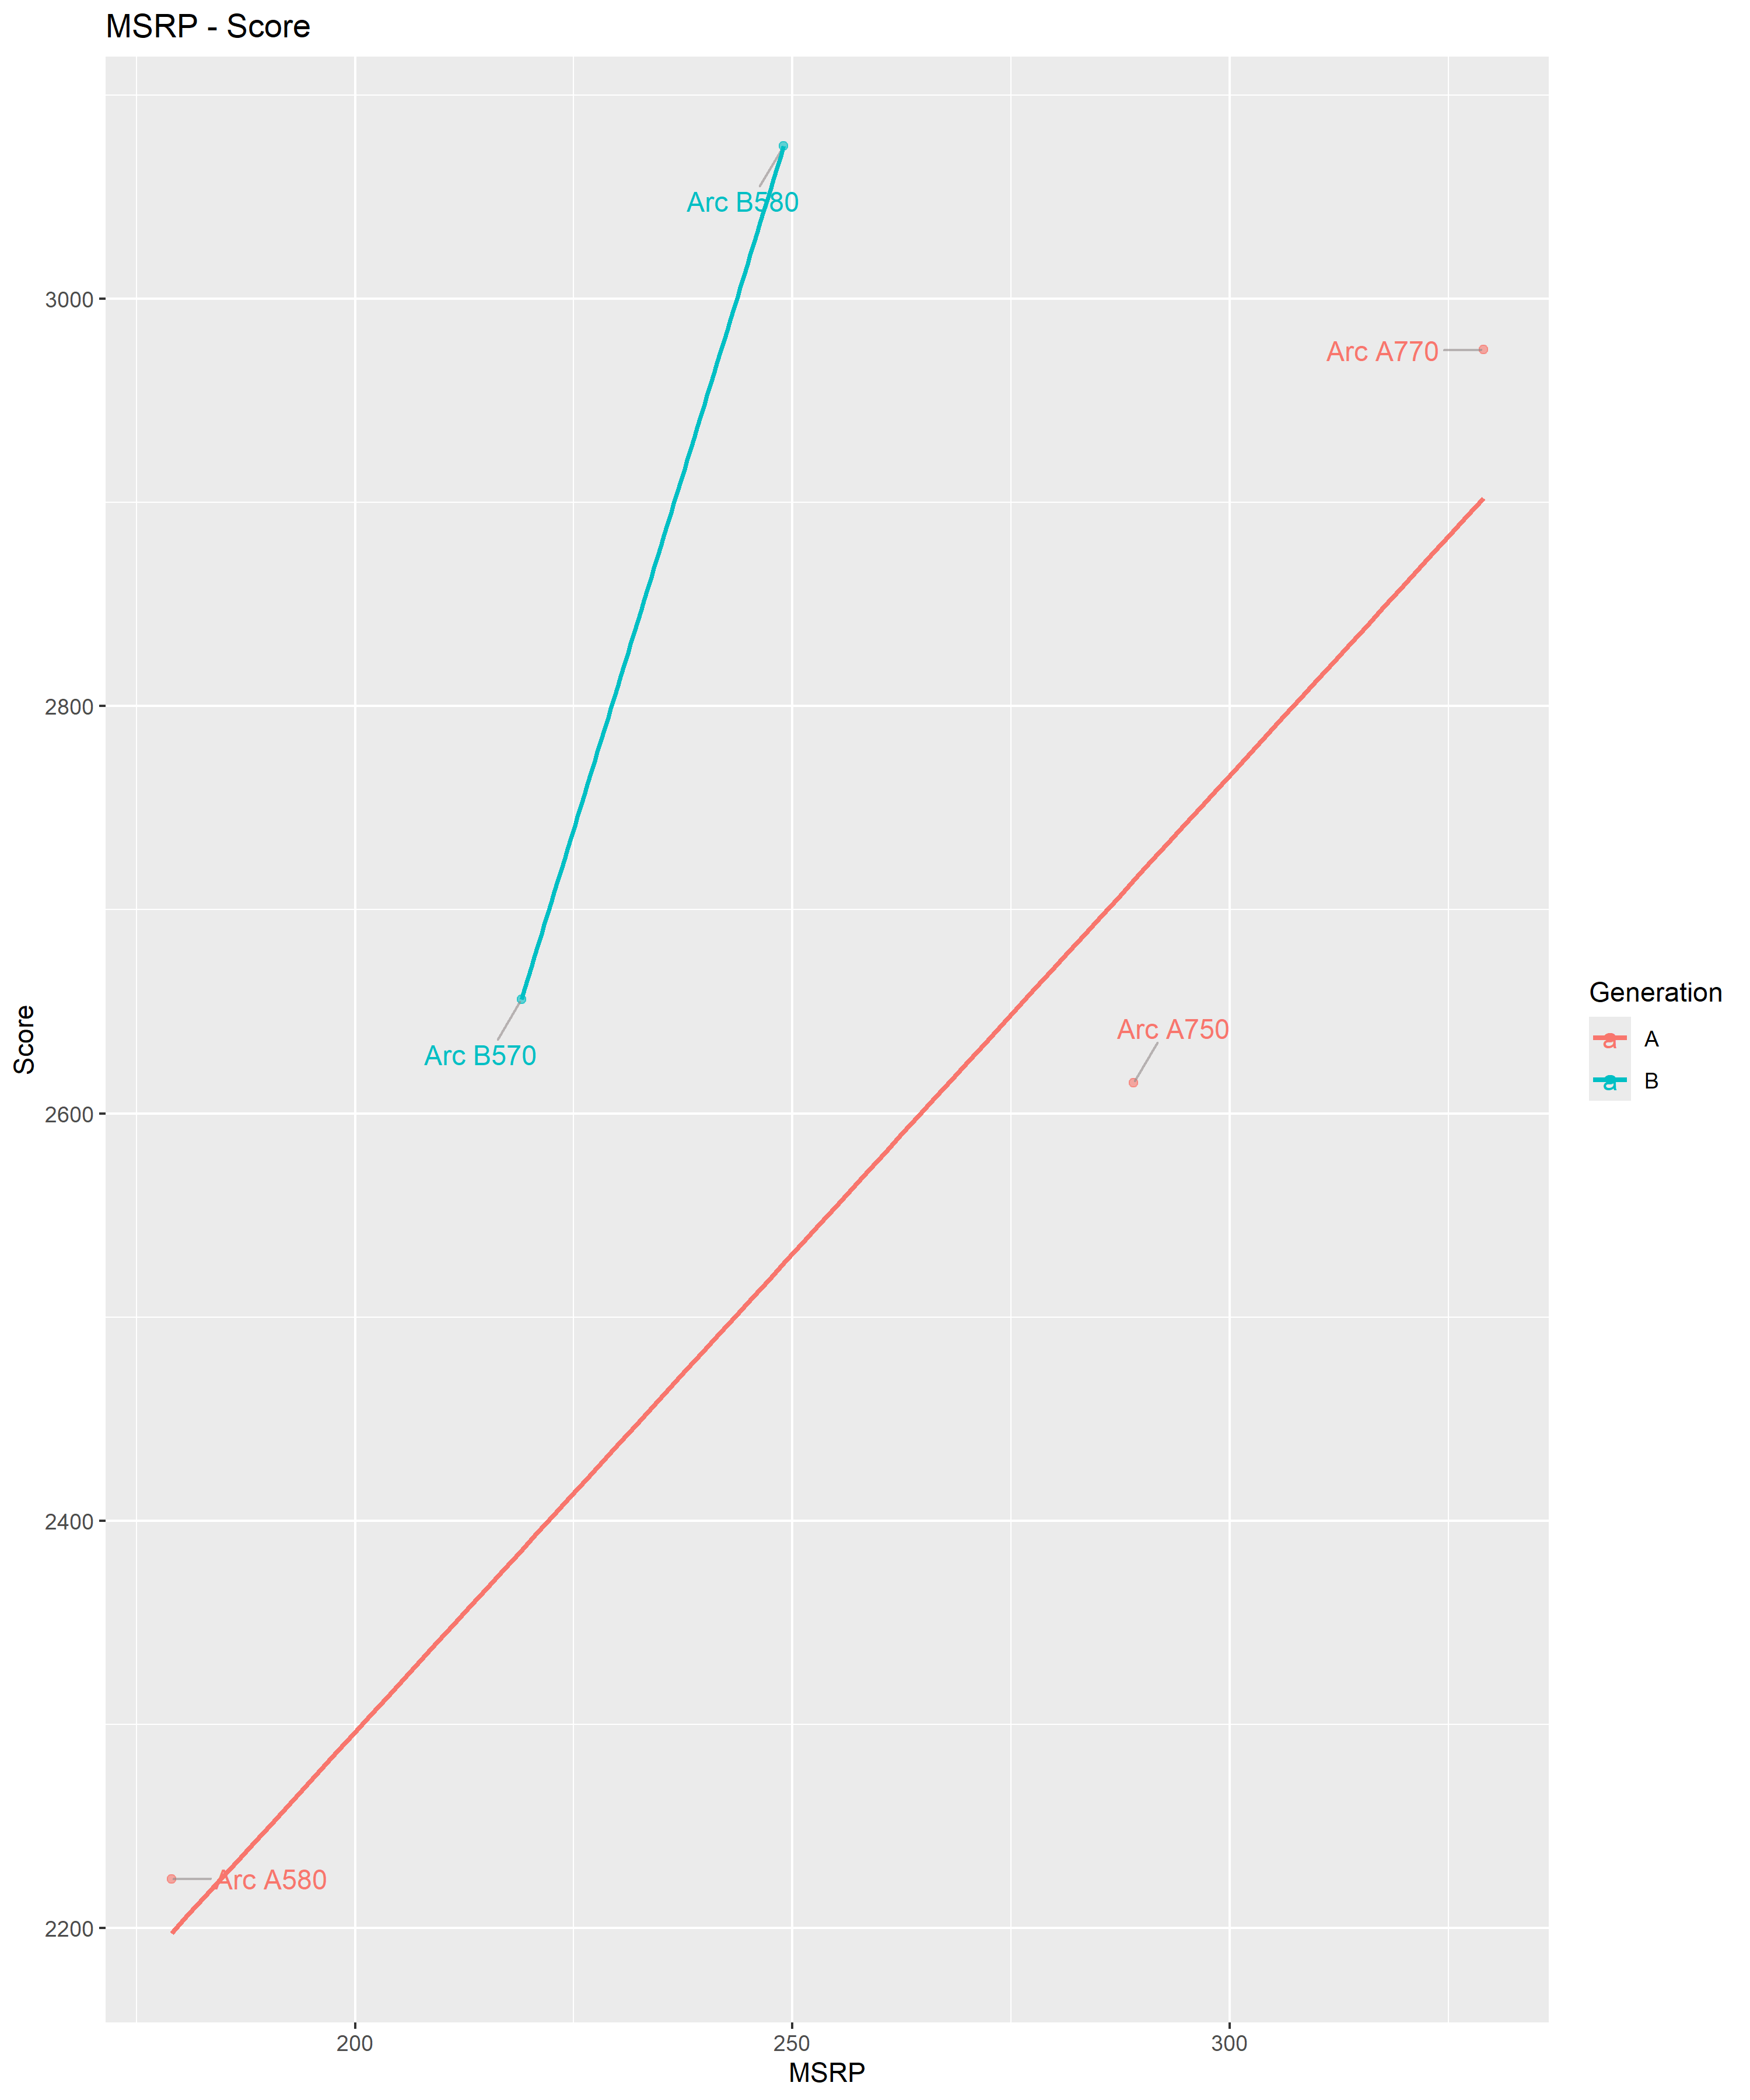 MSRP - Score
Arc B580
3000
Arc A770
2800
Generation
Arc A750
A
Score
Arc B570
B
2600
2400
Arc A580
2200
200
250
300
MSRP
a
a